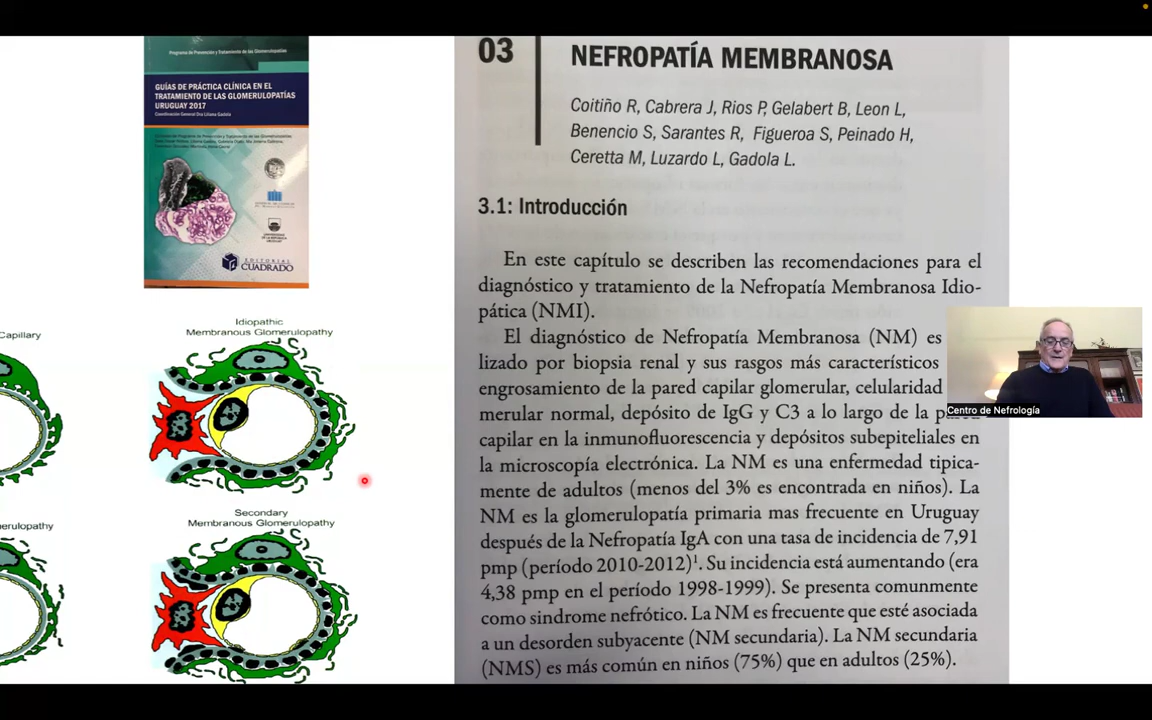 Programa de Prevención y Tratamiento de las Glomerulopatías
GUÍAS DE PRÁCTICA CLÍNICA EN EL
TRATAMIENTO DE LAS GLOMERULOPATÍAS
URUGUAY 2017
Coordinación General Dra Liliana Gadola
EDITORIAL
CUADRADO
Capillary
Idiopathic
Membranous Glomerulopathy
Secondary
Membranous Glomerulopathy
03
NEFROPATÍA MEMBRANOSA
Coitiño R, Cabrera J, Rios P, Gelabert B, Leon L,
Benencio S, Sarantes R, Figueroa S, Peinado H,
Ceretta M, Luzardo L, Gadola L.
3.1: Introducción
En este capítulo se describen las recomendaciones para el
diagnóstico y tratamiento de la Nefropatía Membranosa Idio-
pática (NMI).
El diagnóstico de Nefropatía Membranosa (NM) es
lizado por biopsia renal y sus rasgos más característicos
engrosamiento de la pared capilar glomerular, celularidad
merular normal, depósito de IgG y C3 a lo largo de la
capilar en la inmunofluorescencia y depósitos subepiteliales en
la microscopía electrónica. La NM es una enfermedad tipica-
mente de adultos (menos del 3% es encontrada en niños). La
NM es la glomerulopatía primaria mas frecuente en Uruguay
después de la Nefropatía IgA con una tasa de incidencia de 7,91
pmp (período 2010-2012)¹. Su incidencia está aumentando (era
4,38 pmp en el período 1998-1999). Se presenta comunmente
como sindrome nefrótico. La NM es frecuente que esté asociada
a un desorden subyacente (NM secundaria). La NM secundaria
(NMS) es más común en niños (75%) que en adultos (25%).
Centro de Nefrología